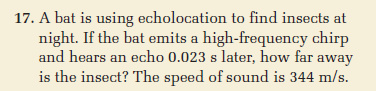 17. A bat is using echolocation to find insects at
night. If the bat emits a high-frequency chirp
and hears an echo 0.023 s later, how far away
is the insect? The speed of sound is 344 m/s.